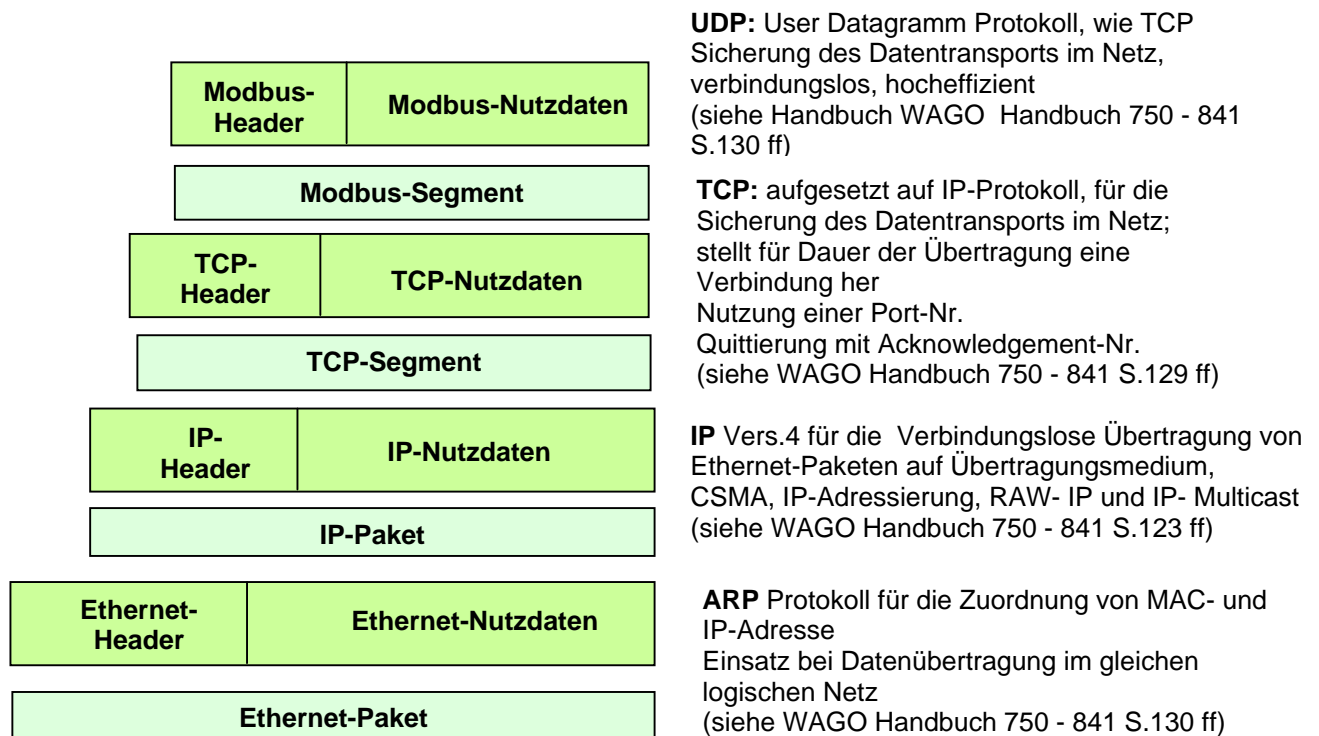 Modbus-
Header
Modbus-Nutzdaten
Modbus-Segment
TCP-
Header
TCP-Nutzdaten
TCP-Segment
IP-
Header
IP-Nutzdaten
IP-Paket
Ethernet-
Header
Ethernet-Nutzdaten
Ethernet-Paket
UDP: User Datagramm Protokoll, wie TCP
Sicherung des Datentransports im Netz,
verbindungslos, hocheffizient
(siehe Handbuch WAGO Handbuch 750 - 841
S.130 ff)
TCP: aufgesetzt auf IP-Protokoll, für die
Sicherung des Datentransports im Netz;
stellt für Dauer der Übertragung eine
Verbindung her
Nutzung einer Port-Nr.
Quittierung mit Acknowledgement-Nr.
(siehe WAGO Handbuch 750 - 841 S.129 ff)
IP Vers.4 für die Verbindungslose Übertragung von
Ethernet-Paketen auf Übertragungsmedium,
CSMA, IP-Adressierung, RAW- IP und IP- Multicast
(siehe WAGO Handbuch 750 - 841 S.123 ff)
ARP Protokoll für die Zuordnung von MAC- und
IP-Adresse
Einsatz bei Datenübertragung im gleichen
logischen Netz
(siehe WAGO Handbuch 750 - 841 S.130 ff)